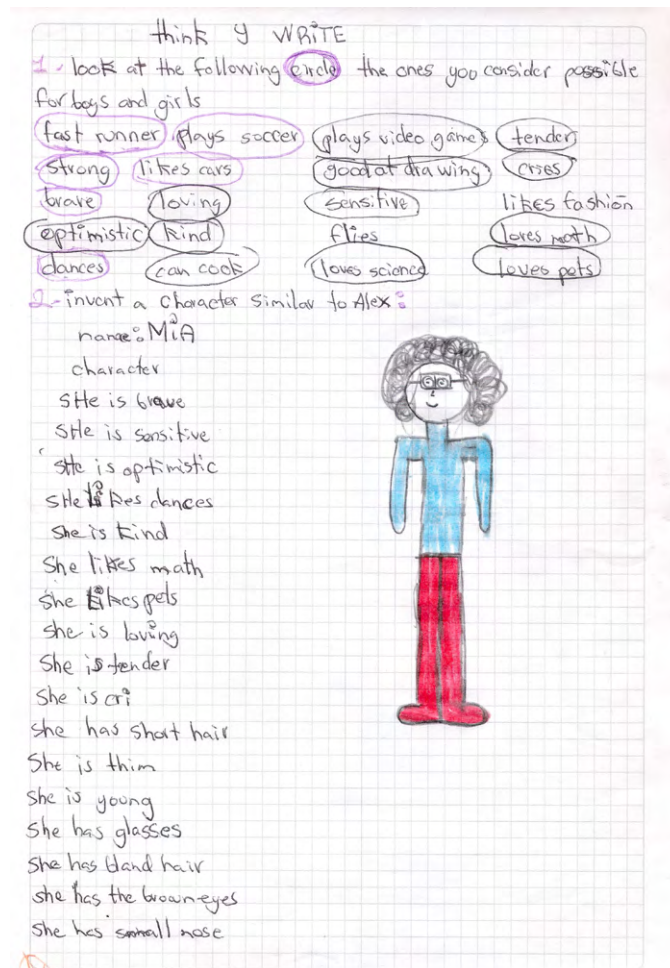 think y WRiTE
1- look at the following circle the ones you consider possible
for boys and girls
fast runner plays soccer plays video games tender
strong likes cars good at drawing cries
brave loving sensitive likes fashion
optimistic kind flies loves math
dances can cook loves science loves pets
2- invent a character similar to Alex:
name: MiA
character
SHe is brave
SHe is sensitive
SHe is optimistic
SHe likes dances
She is kind
She likes math
She likes pets
She is loving
She is tender
She is cri
She has short hair
She is thim
She is young
She has glasses
She has bland hair
she has the brown eyes
She has small nose